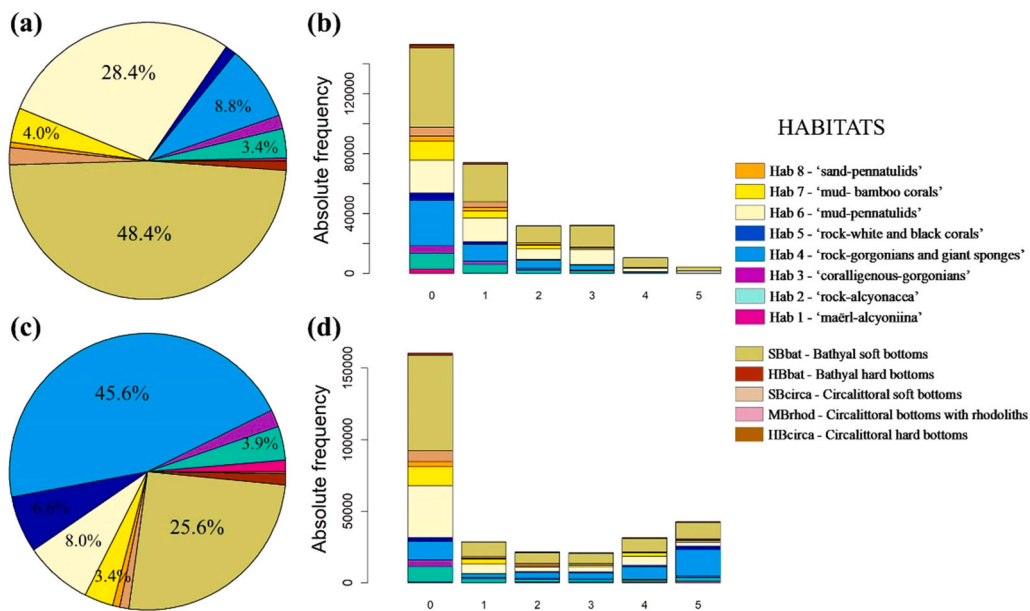 (a)
28.4%
8.8%
4.0%
3.4%
48.4%
(b)
Absolute frequency
0 40000 80000 120000
0 1 2 3 4 5
(c)
45.6%
3.9%
6.6%
8.0%
3.4%
25.6%
(d)
Absolute frequency
0 50000 100000 150000
0 1 2 3 4 5
HABITATS
Hab 8 - ‘sand-pennatulids’
Hab 7 - ‘mud- bamboo corals’
Hab 6 - ‘mud-pennatulids’
Hab 5 - ‘rock-white and black corals’
Hab 4 - ‘rock-gorgonians and giant sponges’
Hab 3 - ‘coralligenous-gorgonians’
Hab 2 - ‘rock-alcyonacea’
Hab 1 - ‘maërl-alcyoniina’
SBbat - Bathyal soft bottoms
HBbat - Bathyal hard bottoms
SBcirca - Circalittoral soft bottoms
MBrhod - Circalittoral bottoms with rhodoliths
HBcirca - Circalittoral hard bottoms